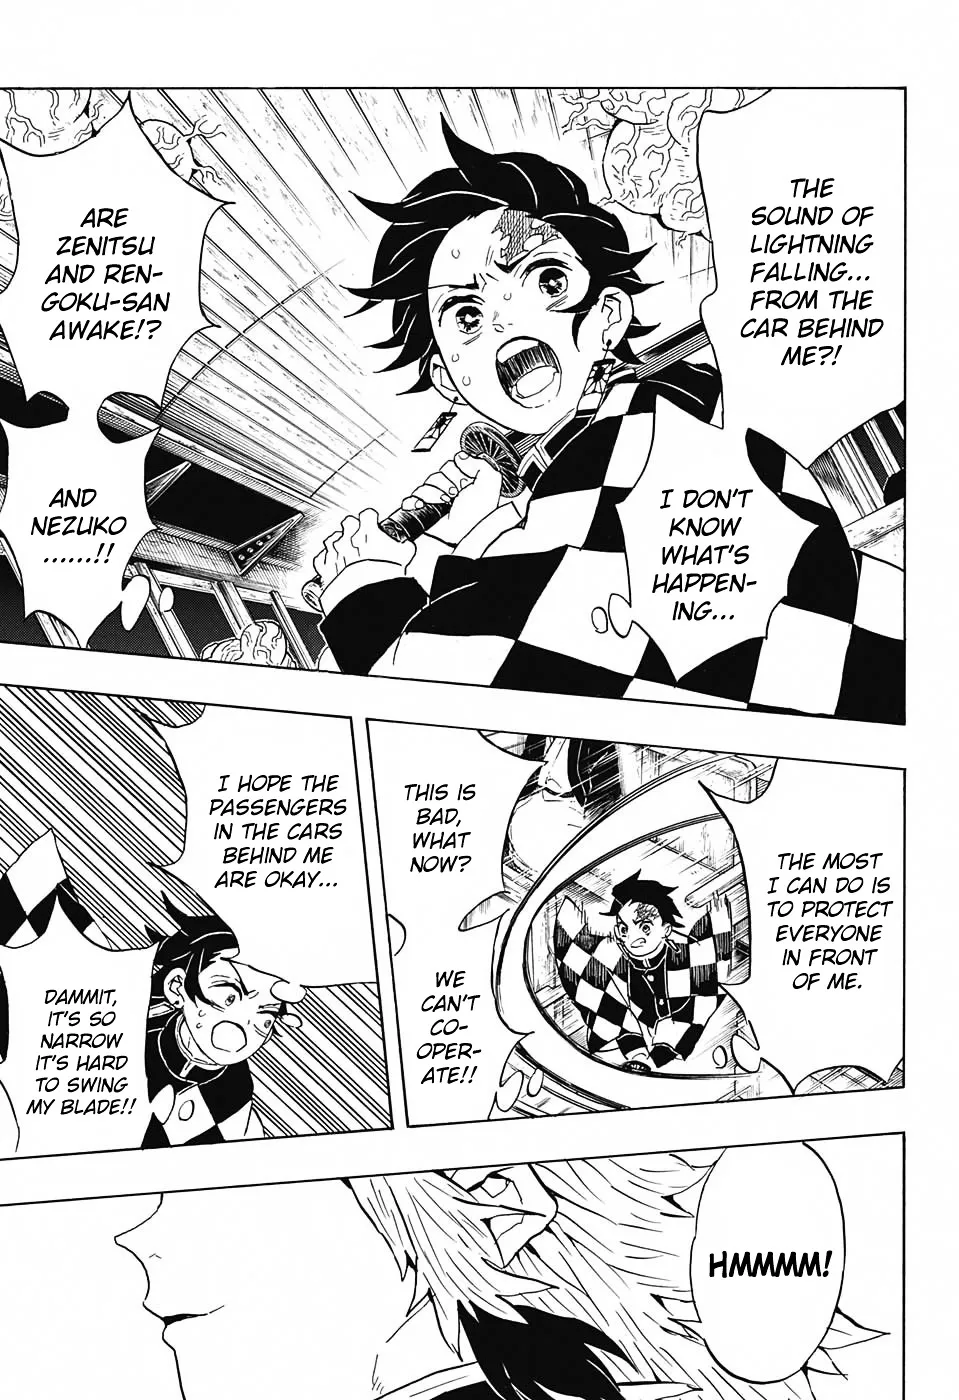 THE
SOUND OF
LIGHTNING
FALLING...
FROM THE
CAR BEHIND
ME?!
I DON'T
KNOW
WHAT'S
HAPPEN-
ING...
ARE
ZENITSU
AND REN-
GOKU-SAN
AWAKE!?
AND
NEZUKO
......!!
THE MOST
I CAN DO IS
TO PROTECT
EVERYONE
IN FRONT
OF ME.
THIS IS
BAD,
WHAT
NOW?
WE
CAN'T
CO-
OPER-
ATE!!
I HOPE THE
PASSENGERS
IN THE CARS
BEHIND ME
ARE OKAY...
DAMMIT,
IT'S SO
NARROW
IT'S HARD
TO SWING
MY BLADE!!
HMMMM!